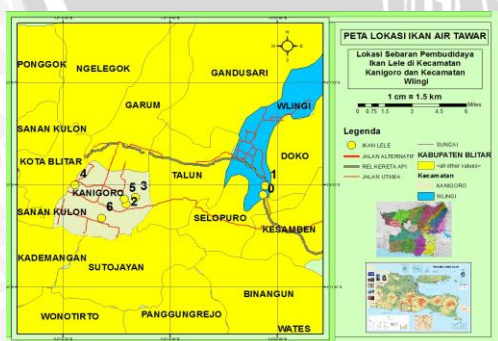 PONGGOK
NGELEGOK
GANDUSARI
WLINGI
GARUM
SANAN KULON
DOKO
KOTA BLITAR
TALUN
4
1
KANIGORO
5 3
0
2
6
SANAN KULON
SELOPURO
KESAMBEN
KADEMANGAN
SUTOJAYAN
BINANGUN
WONOTIRTO
PANGGUNGREJO
WATES
PETA LOKASI IKAN AIR TAWAR
Lokasi Sebaran Pembudidaya
Ikan Lele di Kecamatan
Kanigoro dan Kecamatan
Wlingi
1 cm = 1.5 km
0 0.75 1.5 3 4.5 6
Miles
Legenda
IKAN LELE
JALAN ALTERNATIF
REL KERETA API
JALAN UTAMA
SUNGAI
KABUPATEN BLITAR
<all other values>
Kecamatan
KANIGORO
WLINGI